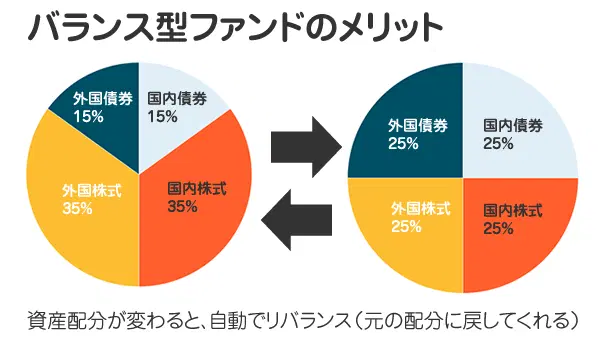 バランス型ファンドのメリット
外国債券
15%
国内債券
15%
外国株式
35%
国内株式
35%
外国債券
25%
国内債券
25%
外国株式
25%
国内株式
25%
資産配分が変わると、自動でリバランス（元の配分に戻してくれる）